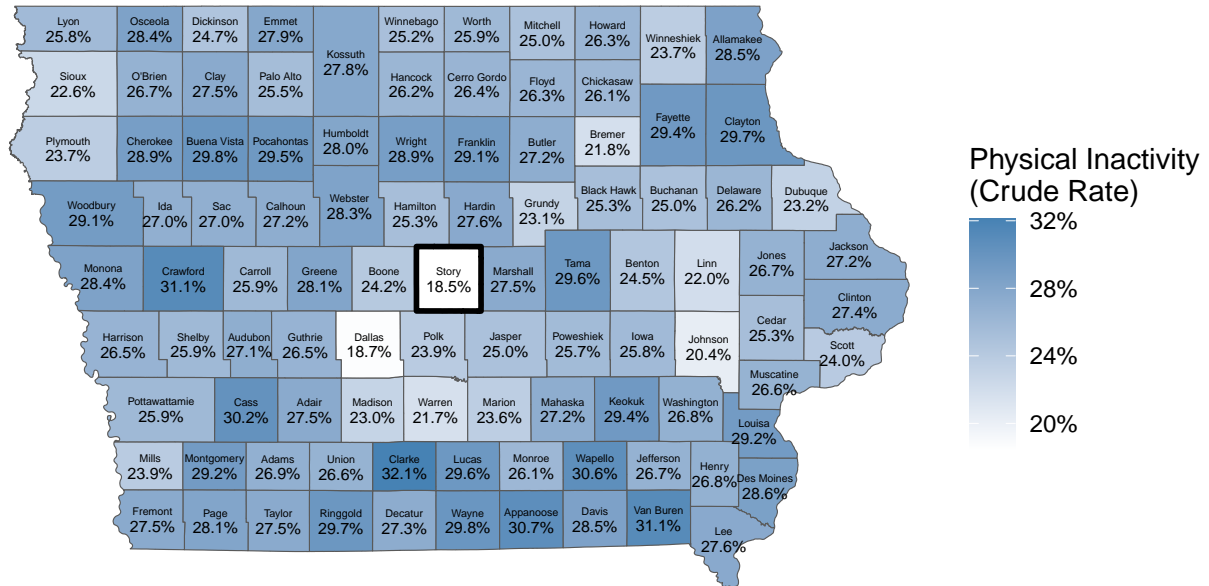 Lyon
25.8%
Osceola
28.4%
Dickinson
24.7%
Emmet
27.9%
Kossuth
27.8%
Winnebago
25.2%
Worth
25.9%
Mitchell
25.0%
Howard
26.3%
Winneshiek
23.7%
Allamakee
28.5%
Sioux
22.6%
O'Brien
26.7%
Clay
27.5%
Palo Alto
25.5%
Hancock
26.2%
Cerro Gordo
26.4%
Floyd
26.3%
Chickasaw
26.1%
Fayette
29.4%
Clayton
29.7%
Plymouth
23.7%
Cherokee
28.9%
Buena Vista
29.8%
Pocahontas
29.5%
Humboldt
28.0%
Wright
28.9%
Franklin
29.1%
Butler
27.2%
Bremer
21.8%
Woodbury
29.1%
Ida
27.0%
Sac
27.0%
Calhoun
27.2%
Webster
28.3%
Hamilton
25.3%
Hardin
27.6%
Grundy
23.1%
Black Hawk
25.3%
Buchanan
25.0%
Delaware
26.2%
Dubuque
23.2%
Monona
28.4%
Crawford
31.1%
Carroll
25.9%
Greene
28.1%
Boone
24.2%
Story
18.5%
Marshall
27.5%
Tama
29.6%
Benton
24.5%
Linn
22.0%
Jones
26.7%
Jackson
27.2%
Clinton
27.4%
Harrison
26.5%
Shelby
25.9%
Audubon
27.1%
Guthrie
26.5%
Dallas
18.7%
Polk
23.9%
Jasper
25.0%
Poweshiek
25.7%
Iowa
25.8%
Johnson
20.4%
Cedar
25.3%
Scott
24.0%
Muscatine
26.6%
Pottawattamie
25.9%
Cass
30.2%
Adair
27.5%
Madison
23.0%
Warren
21.7%
Marion
23.6%
Mahaska
27.2%
Keokuk
29.4%
Washington
26.8%
Louisa
29.2%
Mills
23.9%
Montgomery
29.2%
Adams
26.9%
Union
26.6%
Clarke
32.1%
Lucas
29.6%
Monroe
26.1%
Wapello
30.6%
Jefferson
26.7%
Henry
26.8%
Des Moines
28.6%
Fremont
27.5%
Page
28.1%
Taylor
27.5%
Ringgold
29.7%
Decatur
27.3%
Wayne
29.8%
Appanoose
30.7%
Davis
28.5%
Van Buren
31.1%
Lee
27.6%
Physical Inactivity
(Crude Rate)
32%
28%
24%
20%